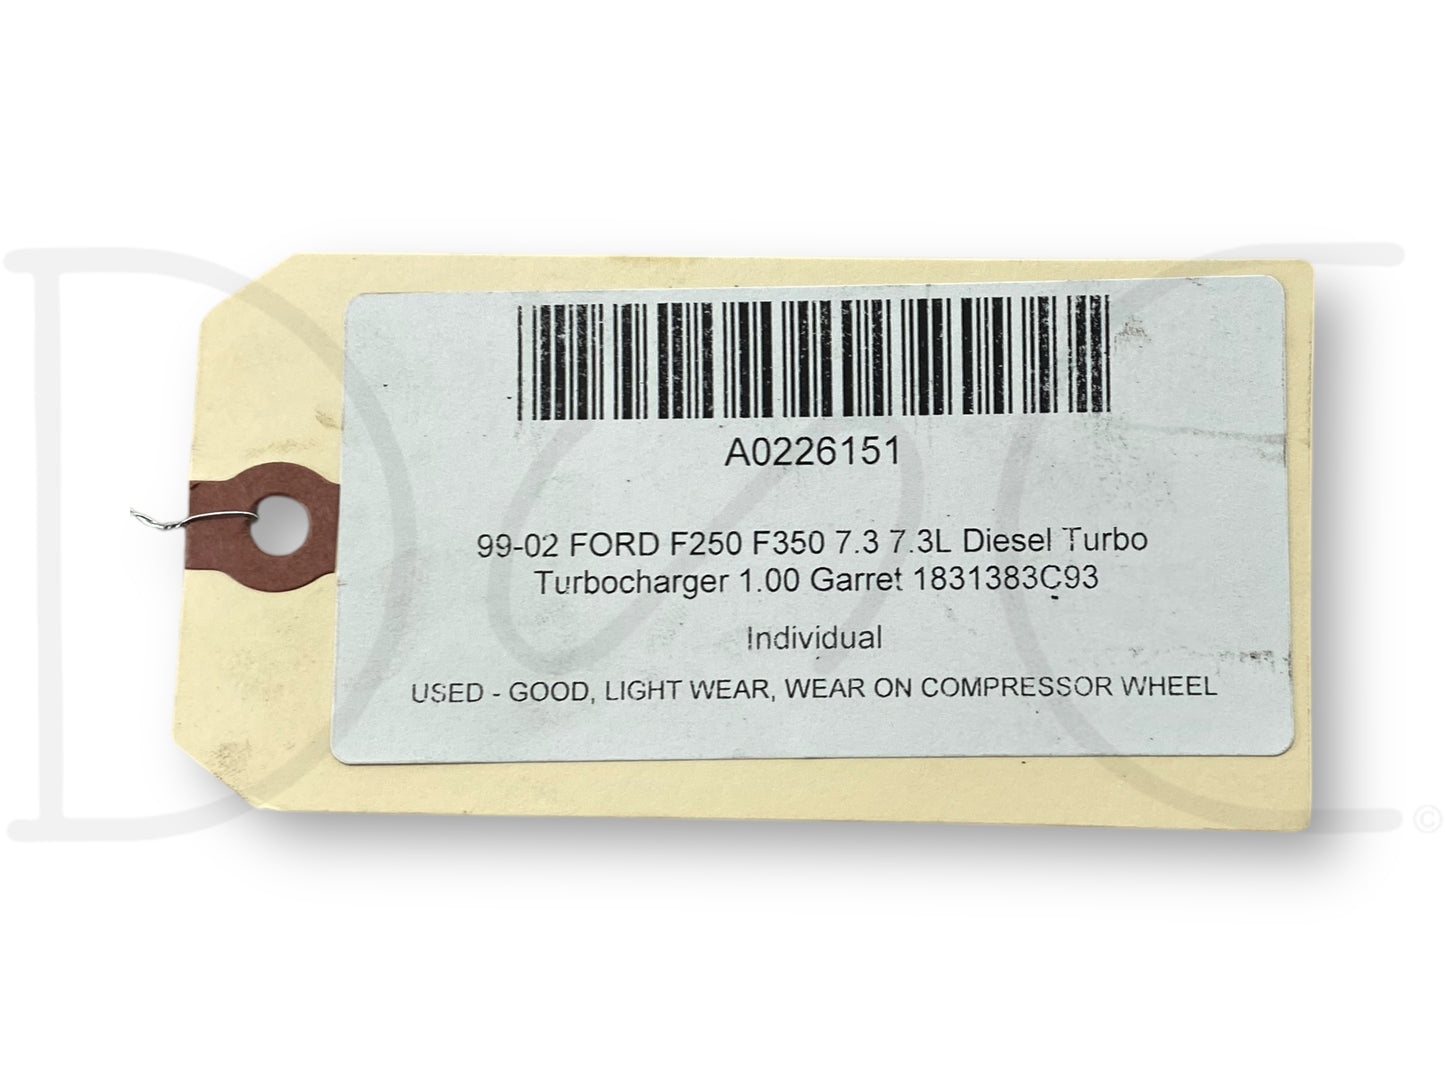 A0226151
99-02 FORD F250 F350 7.3 7.3L Diesel Turbo
Turbocharger 1.00 Garret 1831383C93
Individual
USED - GOOD, LIGHT WEAR, WEAR ON COMPRESSOR WHEEL
DSC
©